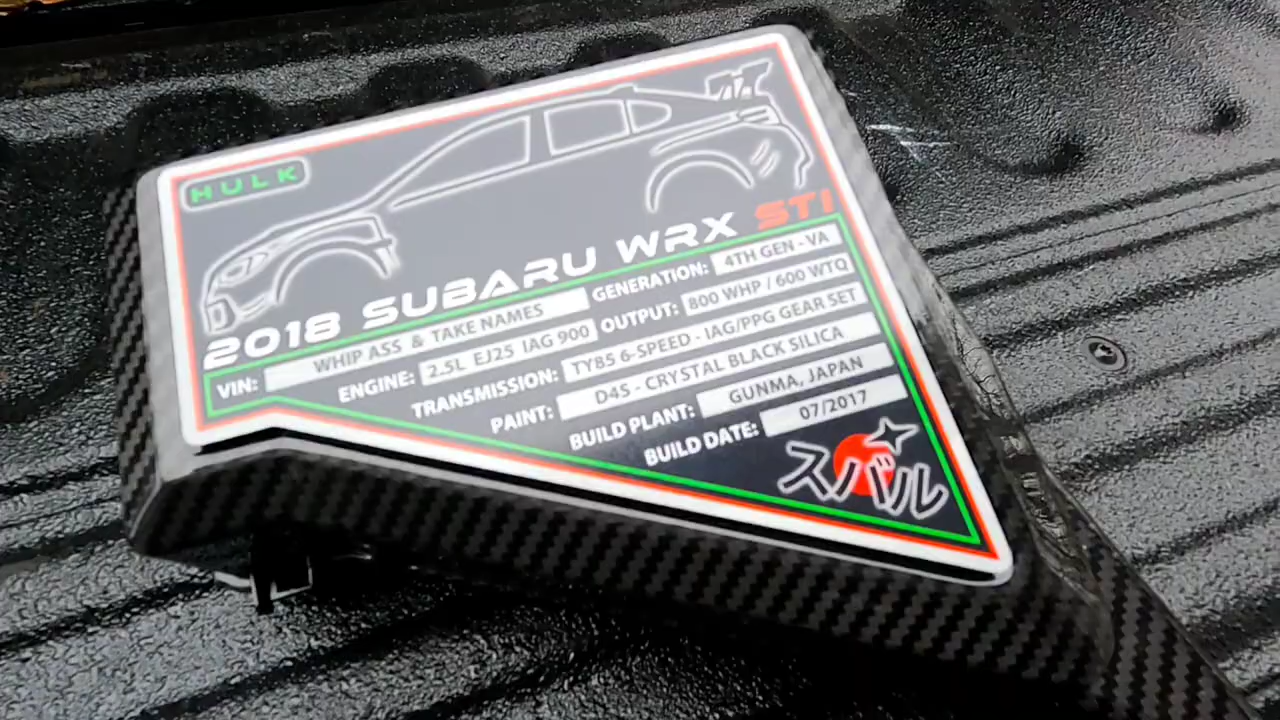 HULK
2018 SUBARU WRX STI
VIN: WHIP ASS & TAKE NAMES GENERATION: 4TH GEN - VA
ENGINE: 2.5L EJ25 IAG 900 OUTPUT: 800 WHP / 600 WTQ
TRANSMISSION: TY85 6-SPEED - IAG/PPG GEAR SET
PAINT: D4S - CRYSTAL BLACK SILICA
BUILD PLANT: GUNMA, JAPAN
BUILD DATE: 07/2017
スバル